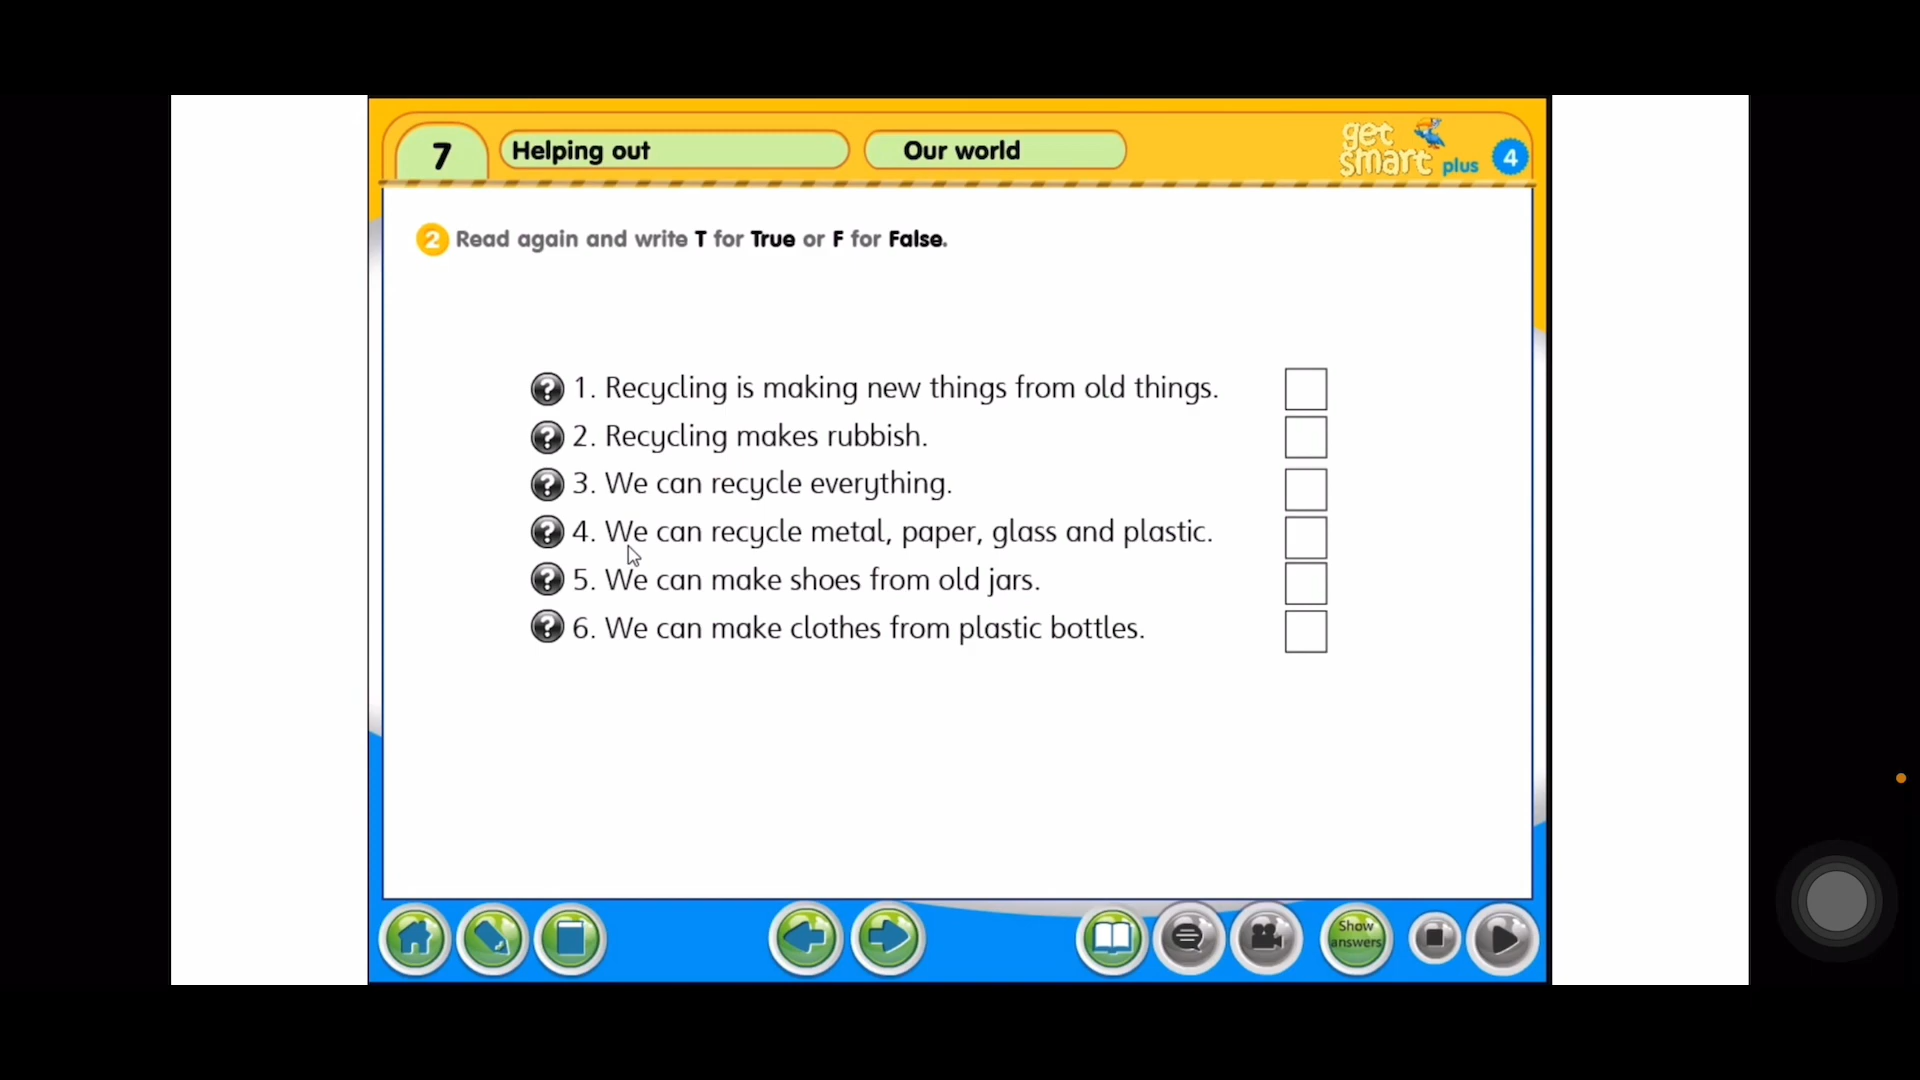 7
Helping out
Our world
get
smart plus 4
2 Read again and write T for True or F for False.
? 1. Recycling is making new things from old things.
? 2. Recycling makes rubbish.
? 3. We can recycle everything.
? 4. We can recycle metal, paper, glass and plastic.
? 5. We can make shoes from old jars.
? 6. We can make clothes from plastic bottles.
Show
answers